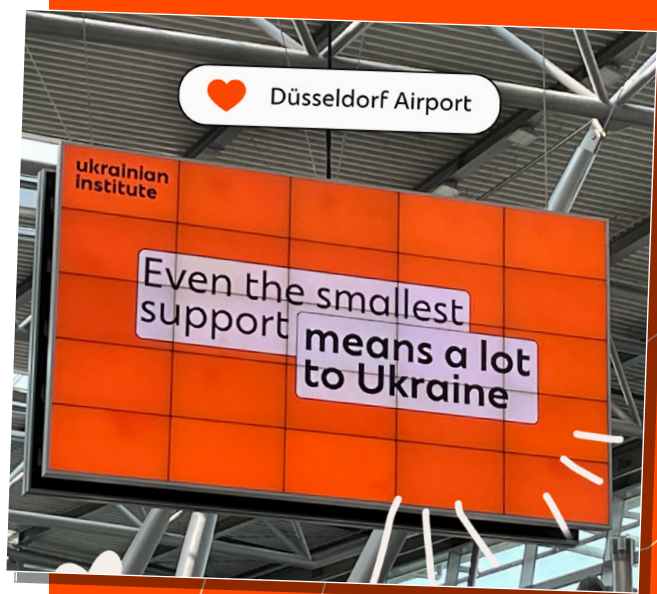 Düsseldorf Airport
ukrainian
institute
Even the smallest
support means a lot
to Ukraine